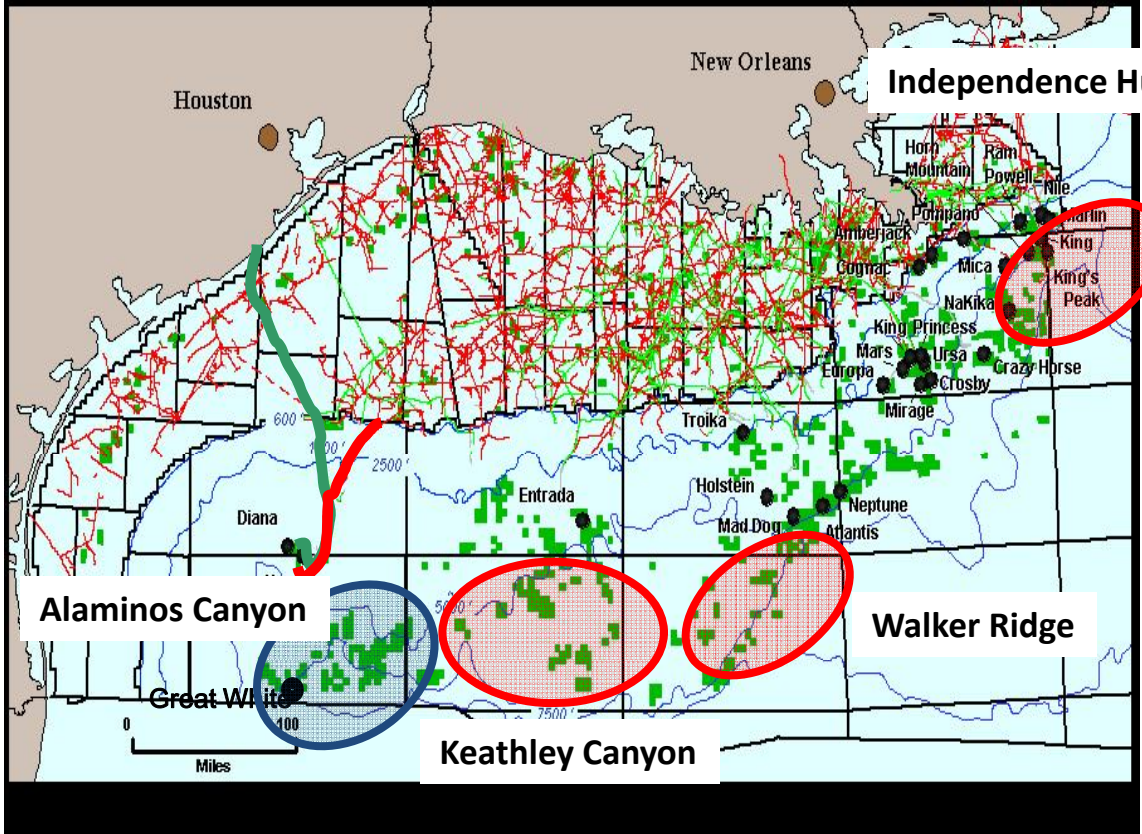 New Orleans
Independence Hu
Houston
Horn
Mountain
Ram
Powell
Nile
Pompano
Marlin
Amberjack
King
Cognac
Mica
King's
Peak
NaKika
King Princess
Mars
Ursa
Europa
Crazy Horse
Crosby
Mirage
600 '
Troika
2500 '
Entrada
Holstein
Neptune
Diana
Mad Dog
Atlantis
Alaminos Canyon
Walker Ridge
Great White
7500 '
0
100
Keathley Canyon
Miles